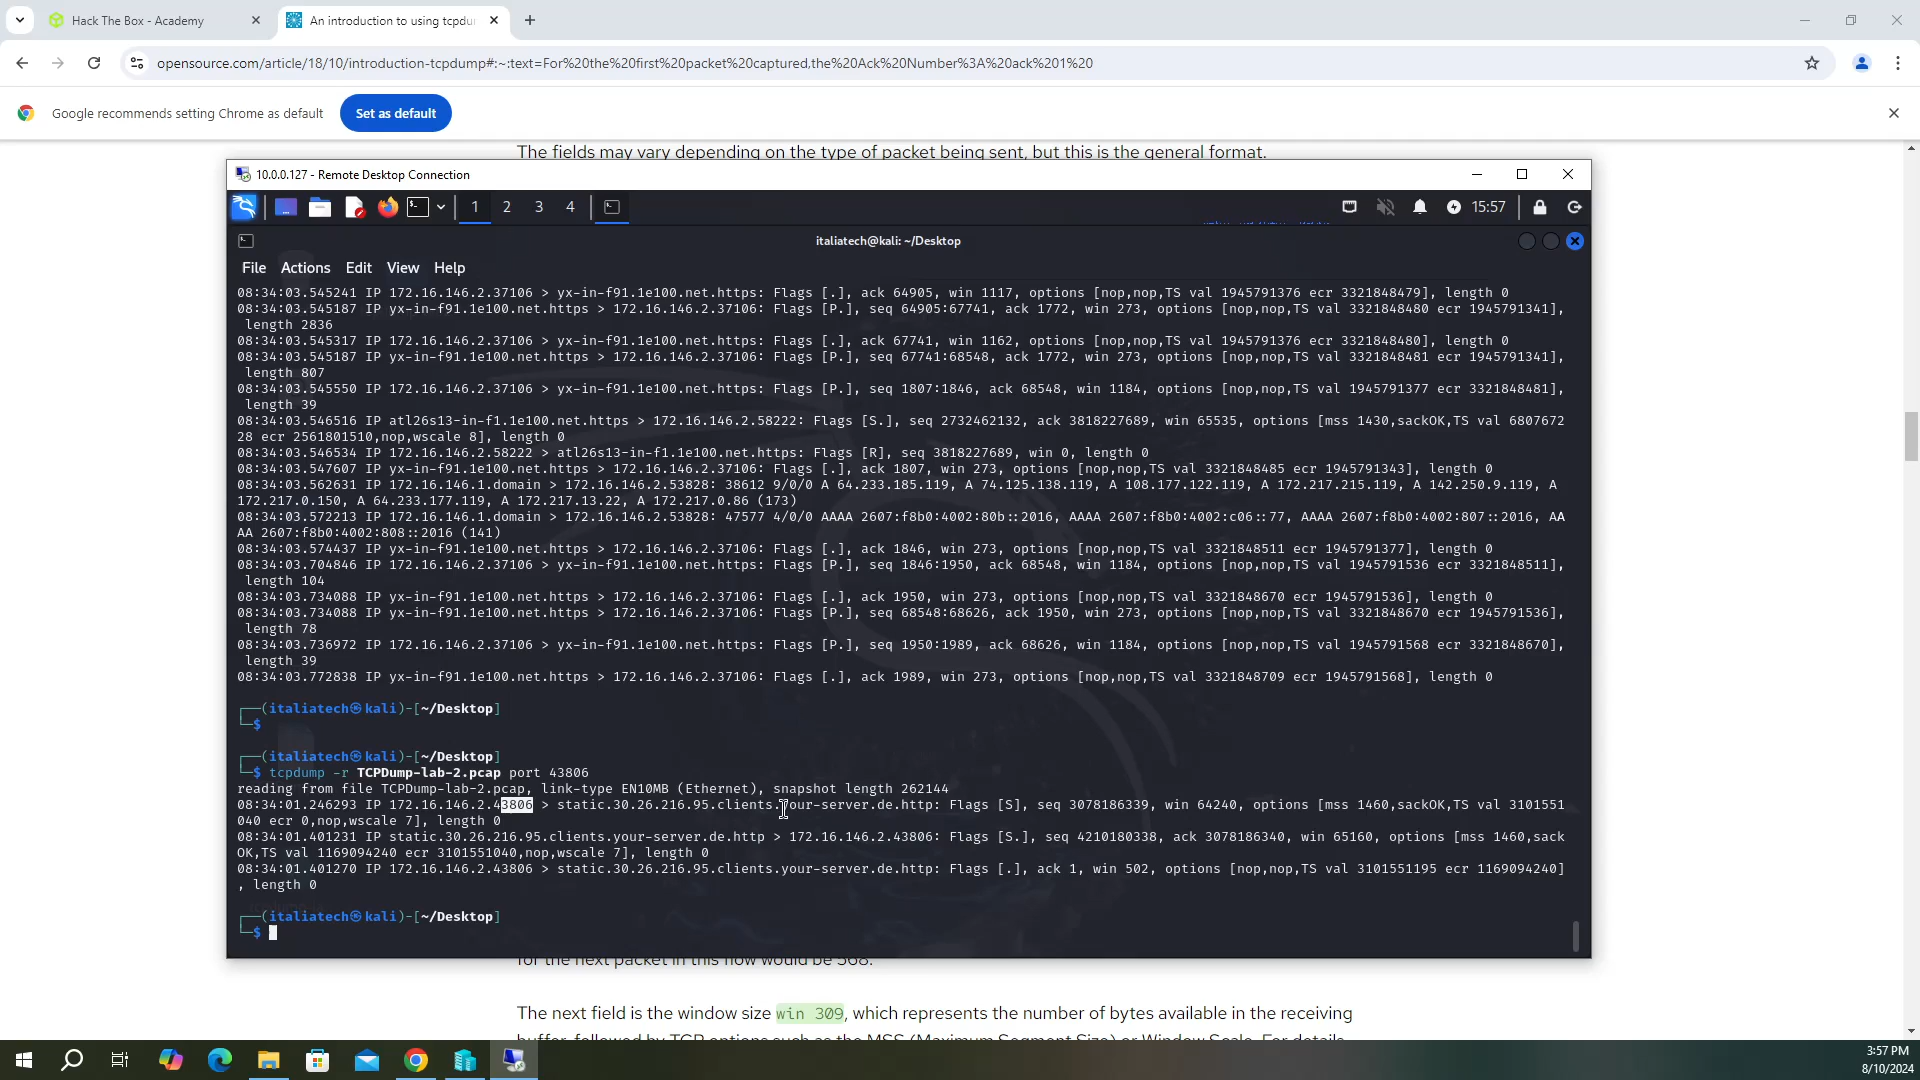 Hack The Box - Academy
An introduction to using tcpdu
opensource.com/article/18/10/introduction-tcpdump#:~:text=For%20the%20first%20packet%20captured,the%20Ack%20Number%3A%20ack%201%20
Google recommends setting Chrome as default
Set as default
The fields may vary depending on the type of packet being sent, but this is the general format.
10.0.0.127 - Remote Desktop Connection
1 2 3 4
15:57
italiatech@kali: ~/Desktop
File Actions Edit View Help
08:34:03.545241 IP 172.16.146.2.37106 > yx-in-f91.1e100.net.https: Flags [.], ack 64905, win 1117, options [nop,nop,TS val 1945791376 ecr 3321848479], length 0
08:34:03.545187 IP yx-in-f91.1e100.net.https > 172.16.146.2.37106: Flags [P.], seq 64905:67741, ack 1772, win 273, options [nop,nop,TS val 3321848480 ecr 1945791341],
length 2836
08:34:03.545317 IP 172.16.146.2.37106 > yx-in-f91.1e100.net.https: Flags [.], ack 67741, win 1162, options [nop,nop,TS val 1945791376 ecr 3321848480], length 0
08:34:03.545187 IP yx-in-f91.1e100.net.https > 172.16.146.2.37106: Flags [P.], seq 67741:68548, ack 1772, win 273, options [nop,nop,TS val 3321848481 ecr 1945791341],
length 807
08:34:03.545550 IP 172.16.146.2.37106 > yx-in-f91.1e100.net.https: Flags [P.], seq 1807:1846, ack 68548, win 1184, options [nop,nop,TS val 1945791377 ecr 3321848481],
length 39
08:34:03.546516 IP atl26s13-in-f1.1e100.net.https > 172.16.146.2.58222: Flags [S.], seq 2732462132, ack 3818227689, win 65535, options [mss 1430,sackOK,TS val 6807672
28 ecr 2561801510,nop,wscale 8], length 0
08:34:03.546534 IP 172.16.146.2.58222 > atl26s13-in-f1.1e100.net.https: Flags [R], seq 3818227689, win 0, length 0
08:34:03.547607 IP yx-in-f91.1e100.net.https > 172.16.146.2.37106: Flags [.], ack 1807, win 273, options [nop,nop,TS val 3321848485 ecr 1945791343], length 0
08:34:03.562631 IP 172.16.146.1.domain > 172.16.146.2.53828: 38612 9/0/0 A 64.233.185.119, A 74.125.138.119, A 108.177.122.119, A 172.217.215.119, A 142.250.9.119, A
172.217.0.150, A 64.233.177.119, A 172.217.13.22, A 172.217.0.86 (173)
08:34:03.572213 IP 172.16.146.1.domain > 172.16.146.2.53828: 47577 4/0/0 AAAA 2607:f8b0:4002:80b::2016, AAAA 2607:f8b0:4002:c06::77, AAAA 2607:f8b0:4002:807::2016, AA
AA 2607:f8b0:4002:808::2016 (141)
08:34:03.574437 IP yx-in-f91.1e100.net.https > 172.16.146.2.37106: Flags [.], ack 1846, win 273, options [nop,nop,TS val 3321848511 ecr 1945791377], length 0
08:34:03.704846 IP 172.16.146.2.37106 > yx-in-f91.1e100.net.https: Flags [P.], seq 1846:1950, ack 68548, win 1184, options [nop,nop,TS val 1945791536 ecr 3321848511],
length 104
08:34:03.734088 IP yx-in-f91.1e100.net.https > 172.16.146.2.37106: Flags [.], ack 1950, win 273, options [nop,nop,TS val 3321848670 ecr 1945791536], length 0
08:34:03.734088 IP yx-in-f91.1e100.net.https > 172.16.146.2.37106: Flags [P.], seq 68548:68626, ack 1950, win 273, options [nop,nop,TS val 3321848670 ecr 1945791536],
length 78
08:34:03.736972 IP 172.16.146.2.37106 > yx-in-f91.1e100.net.https: Flags [P.], seq 1950:1989, ack 68626, win 1184, options [nop,nop,TS val 1945791568 ecr 3321848670],
length 39
08:34:03.772838 IP yx-in-f91.1e100.net.https > 172.16.146.2.37106: Flags [.], ack 1989, win 273, options [nop,nop,TS val 3321848709 ecr 1945791568], length 0
┌──(italiatech㉿kali)-[~/Desktop]
└─$
┌──(italiatech㉿kali)-[~/Desktop]
└─$ tcpdump -r TCPDump-lab-2.pcap port 43806
reading from file TCPDump-lab-2.pcap, link-type EN10MB (Ethernet), snapshot length 262144
08:34:01.246293 IP 172.16.146.2.43806 > static.30.26.216.95.clients.your-server.de.http: Flags [S], seq 3078186339, win 64240, options [mss 1460,sackOK,TS val 3101551
040 ecr 0,nop,wscale 7], length 0
08:34:01.401231 IP static.30.26.216.95.clients.your-server.de.http > 172.16.146.2.43806: Flags [S.], seq 4210180338, ack 3078186340, win 65160, options [mss 1460,sack
OK,TS val 1169094240 ecr 3101551040,nop,wscale 7], length 0
08:34:01.401270 IP 172.16.146.2.43806 > static.30.26.216.95.clients.your-server.de.http: Flags [.], ack 1, win 502, options [nop,nop,TS val 3101551195 ecr 1169094240]
, length 0
┌──(italiatech㉿kali)-[~/Desktop]
└─$
for the next packet in this flow would be 568.
The next field is the window size win 309, which represents the number of bytes available in the receiving
buffer, followed by TCP options such as the MSS (Maximum Segment Size) or Window Scale. For details
3:57 PM
8/10/2024